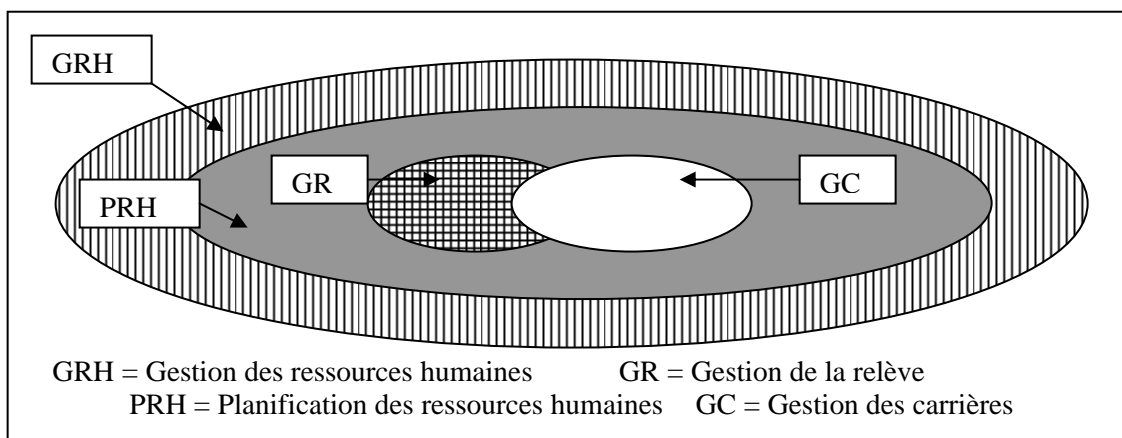 GRH
GR
GC
PRH
GRH = Gestion des ressources humaines GR = Gestion de la relève
PRH = Planification des ressources humaines GC = Gestion des carrières